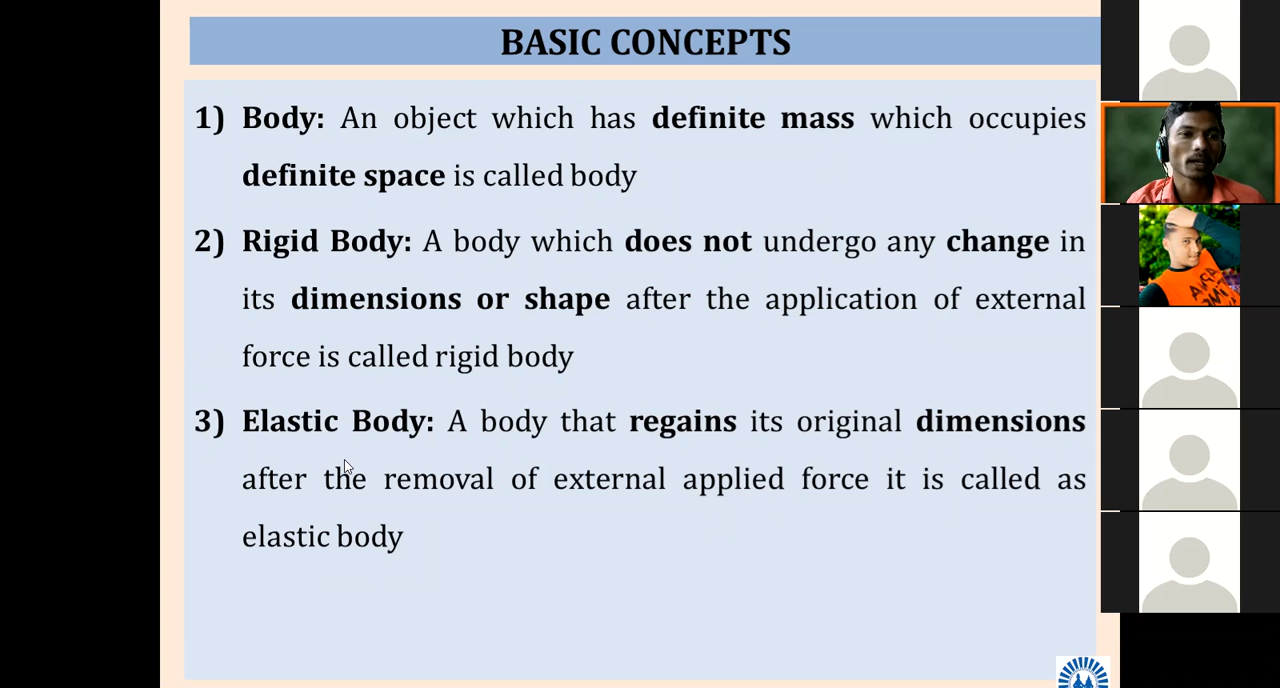 BASIC CONCEPTS
1) Body: An object which has definite mass which occupies
definite space is called body
2) Rigid Body: A body which does not undergo any change in
its dimensions or shape after the application of external
force is called rigid body
3) Elastic Body: A body that regains its original dimensions
after the removal of external applied force it is called as
elastic body